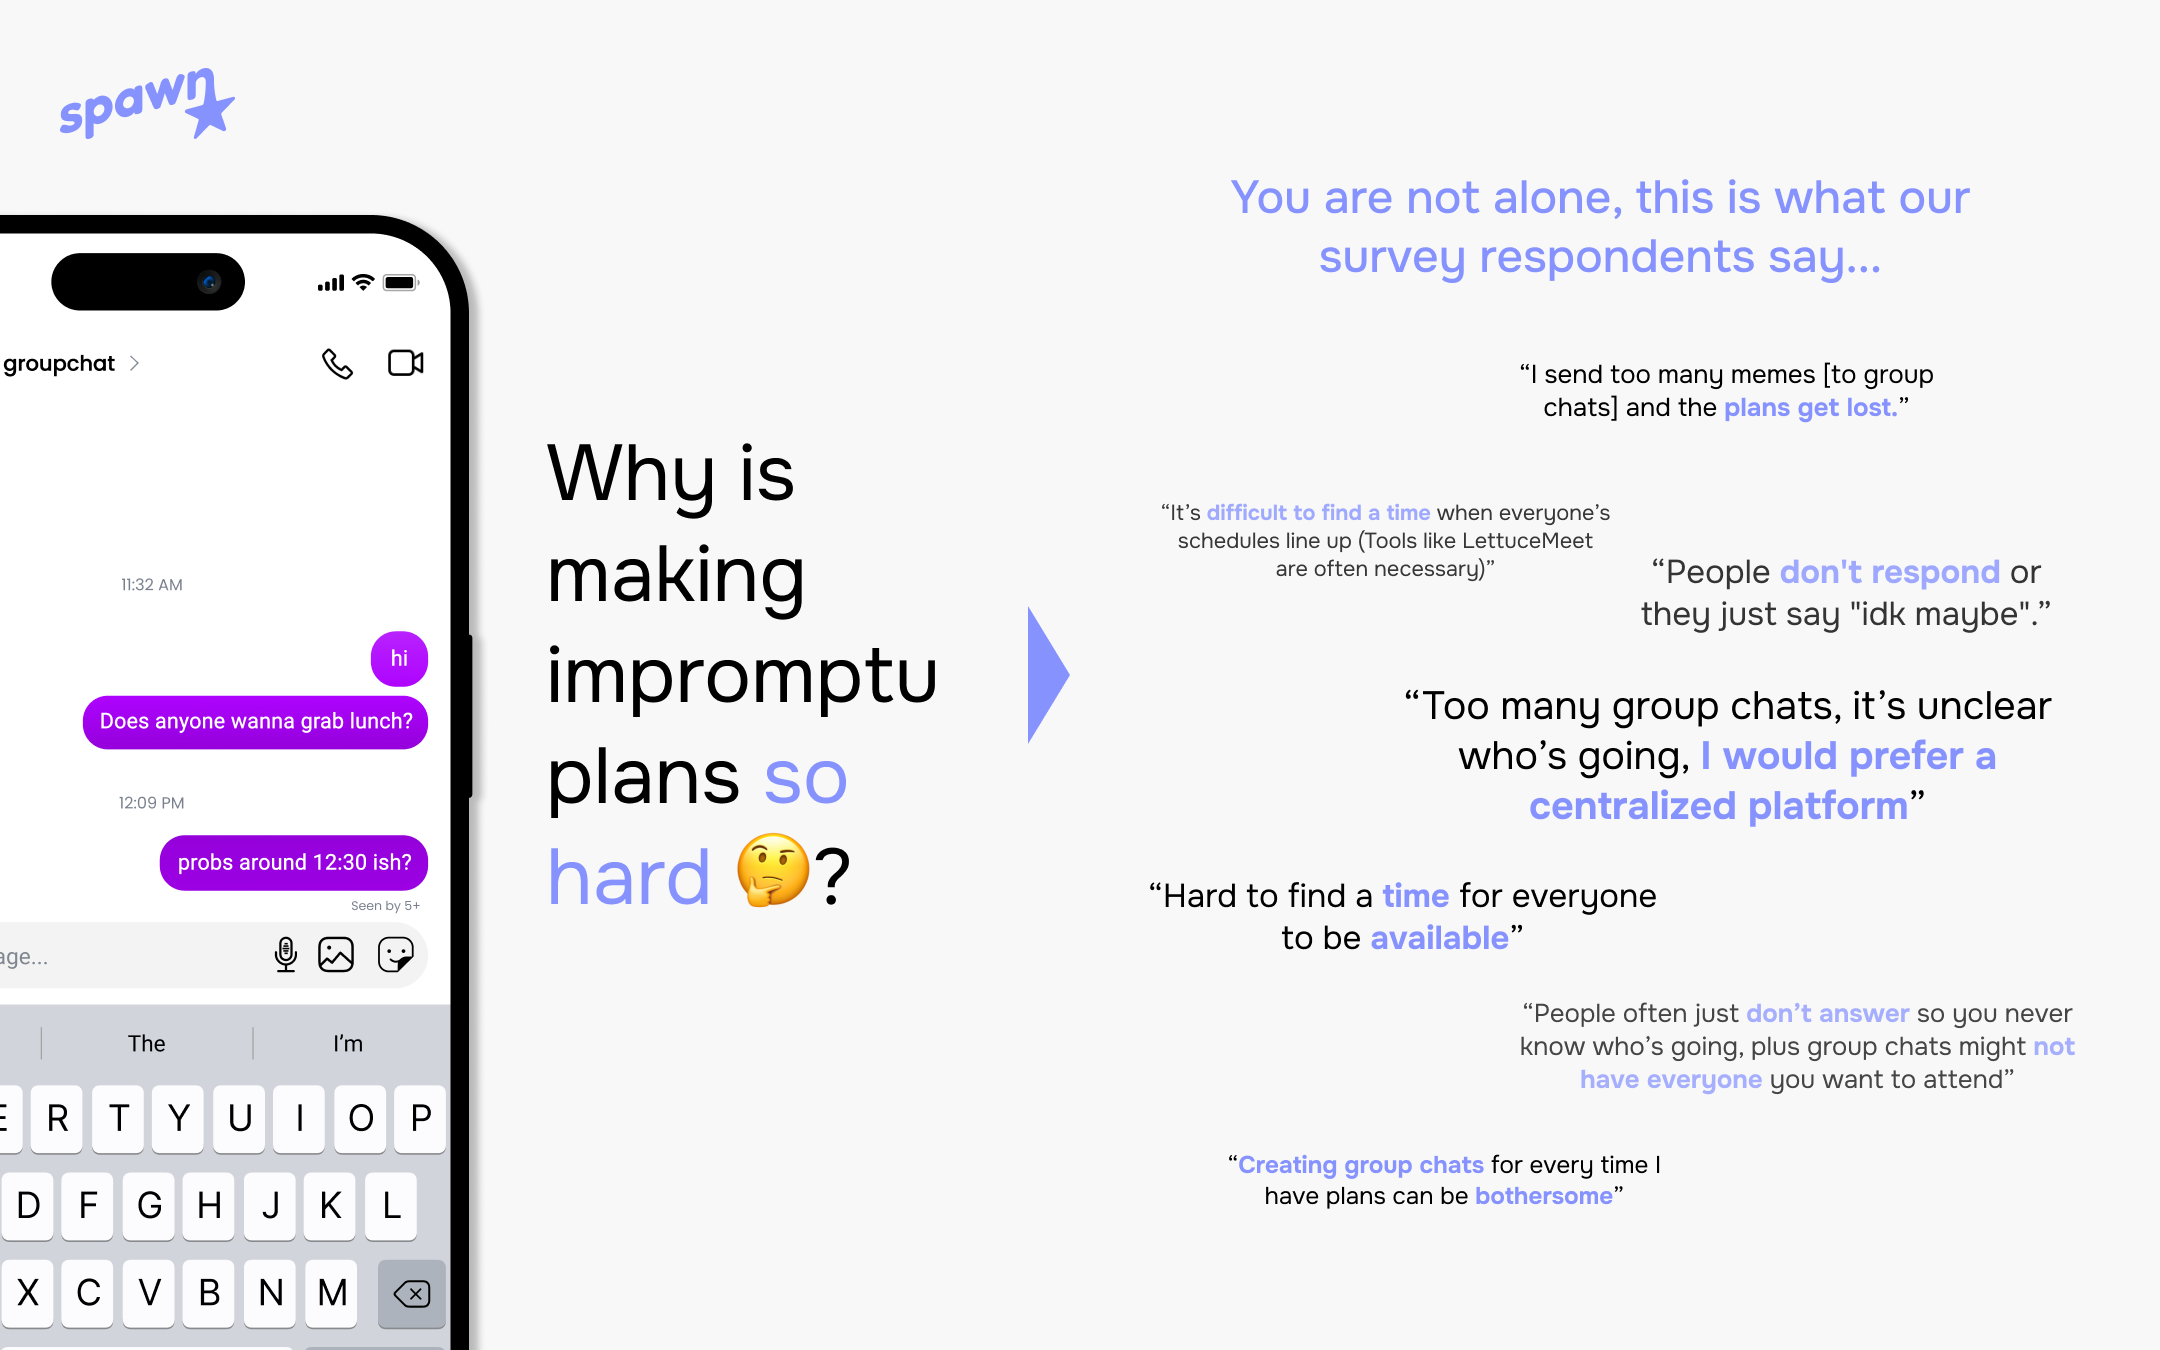 spawn
groupchat
11:32 AM
hi
Does anyone wanna grab lunch?
12:09 PM
probs around 12:30 ish?
Seen by 5+
age...
The
I’m
E R T Y U I O P
D F G H J K L
X C V B N M
Why is
making
impromptu
plans so
hard 🤔?
You are not alone, this is what our
survey respondents say...
“I send too many memes [to group
chats] and the plans get lost.”
“It’s difficult to find a time when everyone’s
schedules line up (Tools like LettuceMeet
are often necessary)”
“People don't respond or
they just say "idk maybe".”
“Too many group chats, it’s unclear
who’s going, I would prefer a
centralized platform”
“Hard to find a time for everyone
to be available”
“People often just don’t answer so you never
know who’s going, plus group chats might not
have everyone you want to attend”
“Creating group chats for every time I
have plans can be bothersome”